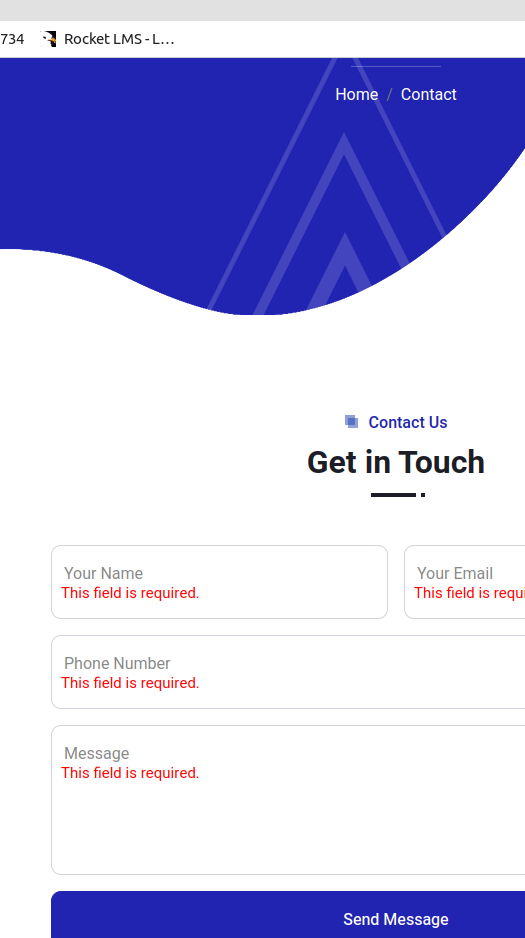 734 Rocket LMS - L...
Home / Contact
Contact Us
Get in Touch
Your Name
This field is required.
Your Email
This field is requi
Phone Number
This field is required.
Message
This field is required.
Send Message